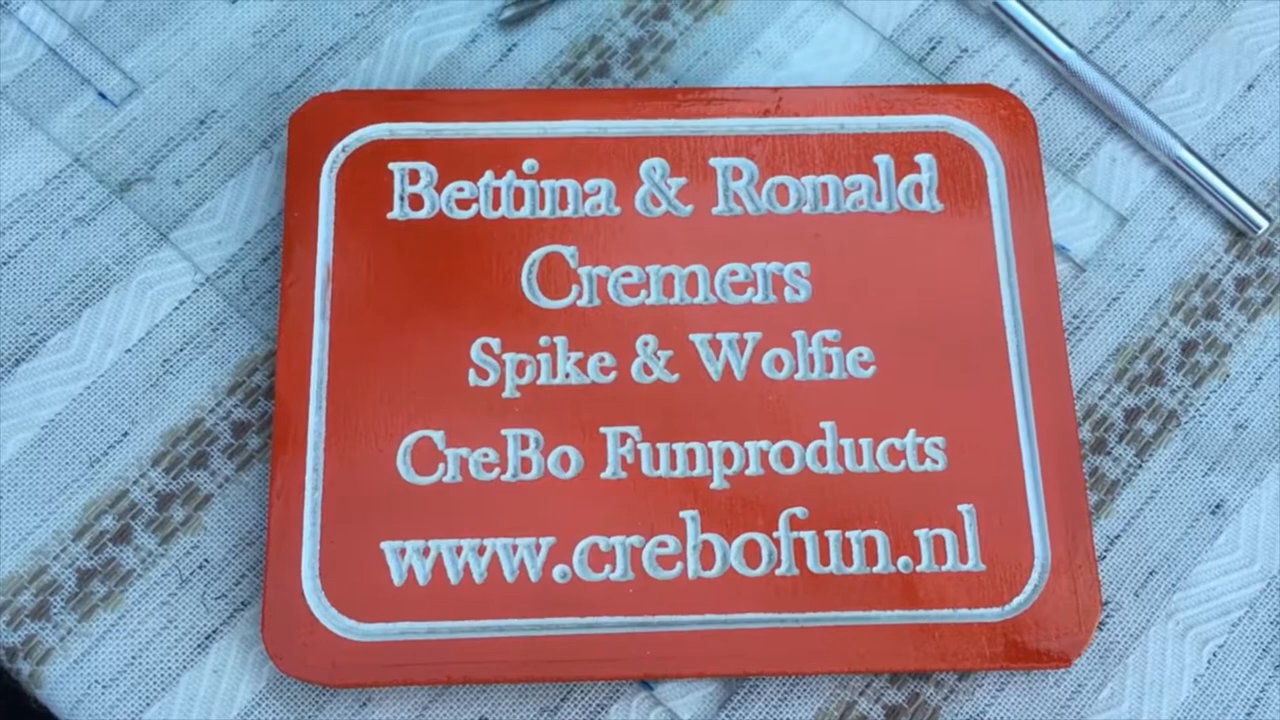 Bettina & Ronald
Cremers
Spike & Wolfie
CreBo Funproducts
www.crebofun.nl